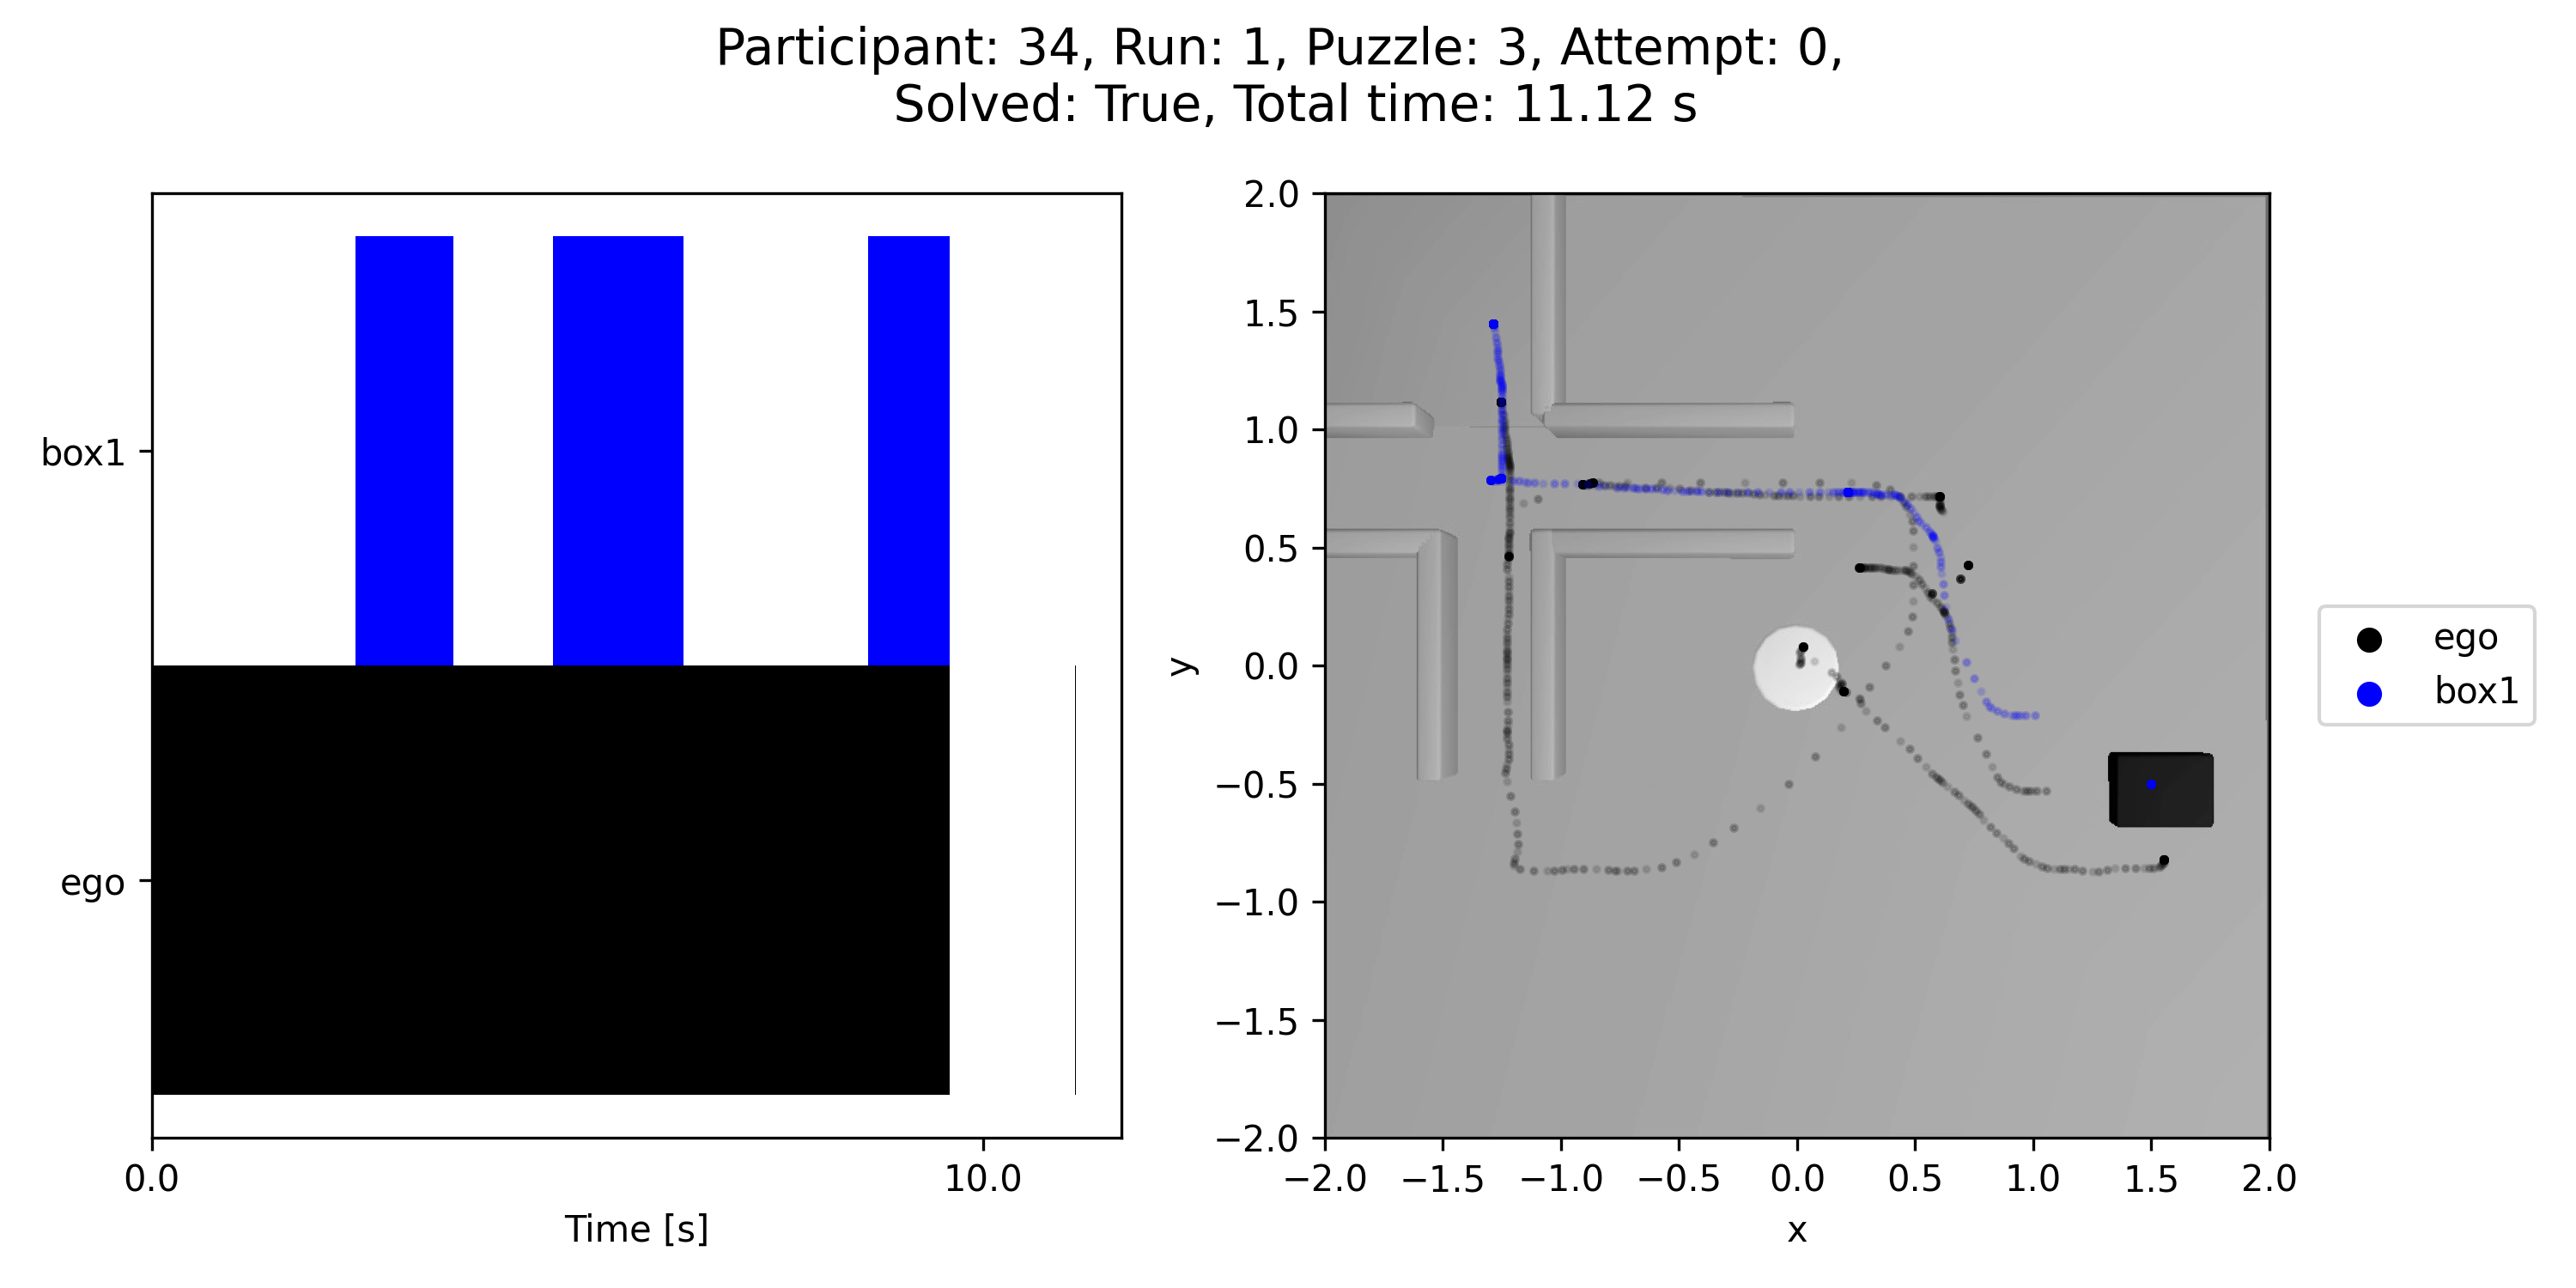 Participant: 34, Run: 1, Puzzle: 3, Attempt: 0,
Solved: True, Total time: 11.12 s
box1
ego
0.0
10.0
Time [s]
2.0
1.5
1.0
0.5
0.0
−0.5
−1.0
−1.5
−2.0
y
−2.0
−1.5
−1.0
−0.5
0.0
0.5
1.0
1.5
2.0
x
ego
box1